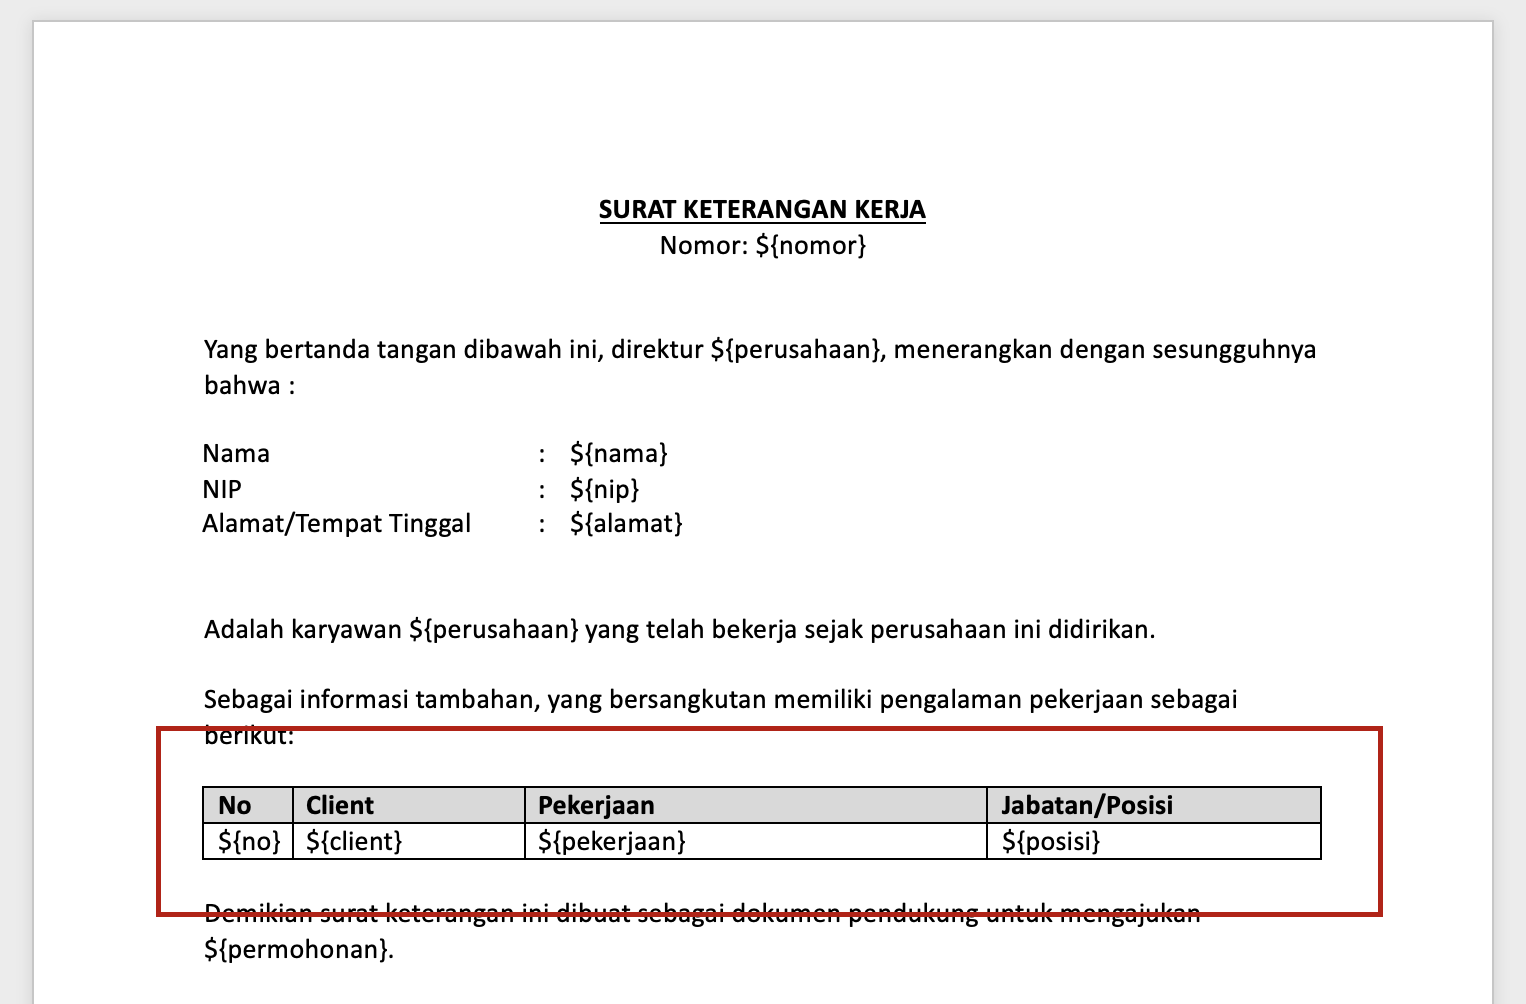 SURAT KETERANGAN KERJA
Nomor: ${nomor}
Yang bertanda tangan dibawah ini, direktur ${perusahaan}, menerangkan dengan sesungguhnya
bahwa :
Nama : ${nama}
NIP : ${nip}
Alamat/Tempat Tinggal : ${alamat}
Adalah karyawan ${perusahaan} yang telah bekerja sejak perusahaan ini didirikan.
Sebagai informasi tambahan, yang bersangkutan memiliki pengalaman pekerjaan sebagai
berikut:
No Client Pekerjaan Jabatan/Posisi
${no} ${client} ${pekerjaan} ${posisi}
Demikian surat keterangan ini dibuat sebagai dokumen pendukung untuk mengajukan
${permohonan}.